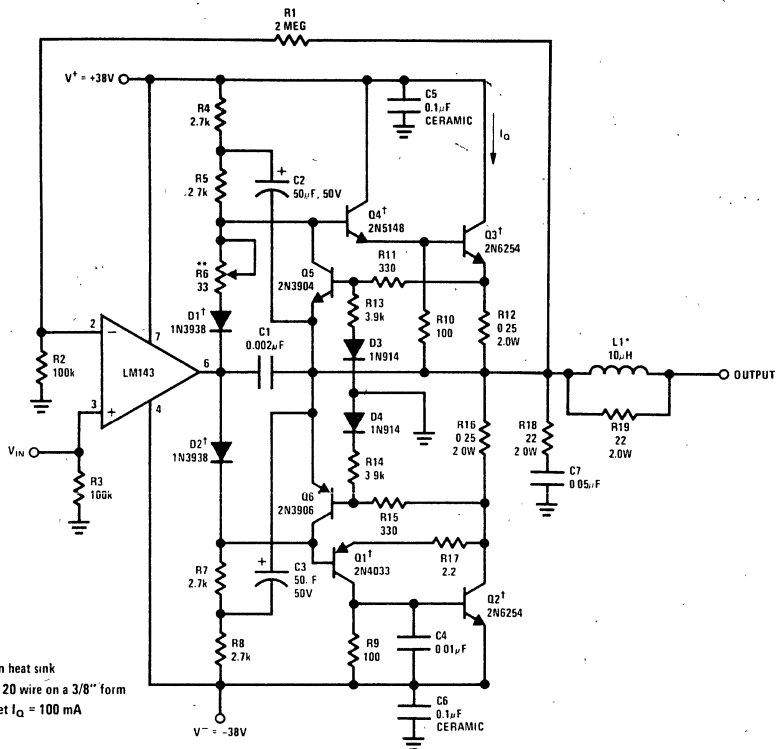 R1
2 MEG
V+ = +38V
R4
2.7k
C5
0.1μF
CERAMIC
IQ
R5
.2 7k
+
C2
50μF, 50V
Q4†
2N5148
Q3†
2N6254
**
R6
33
Q5
2N3904
R11
330
R13
3.9k
R10
100
R12
0 25
2.0W
D1†
1N3938
C1
0.002μF
D3
1N914
L1*
10μH
2
−
7
LM143
6
3
+
4
R2
100k
OUTPUT
VIN
R3
100k
D2†
1N3938
D4
1N914
R16
0 25
2.0W
R18
22
2 0W
R19
22
2.0W
R14
3 9k
C7
0 05μF
Q6
2N3906
R15
330
R7
2.7k
+
C3
50. F
50V
Q1†
2N4033
R17
2.2
Q2†
2N6254
R8
2.7k
R9
100
C4
0 01μF
n heat sink
20 wire on a 3/8″ form
et IQ = 100 mA
V− = −38V
C6
0.1μF
CERAMIC